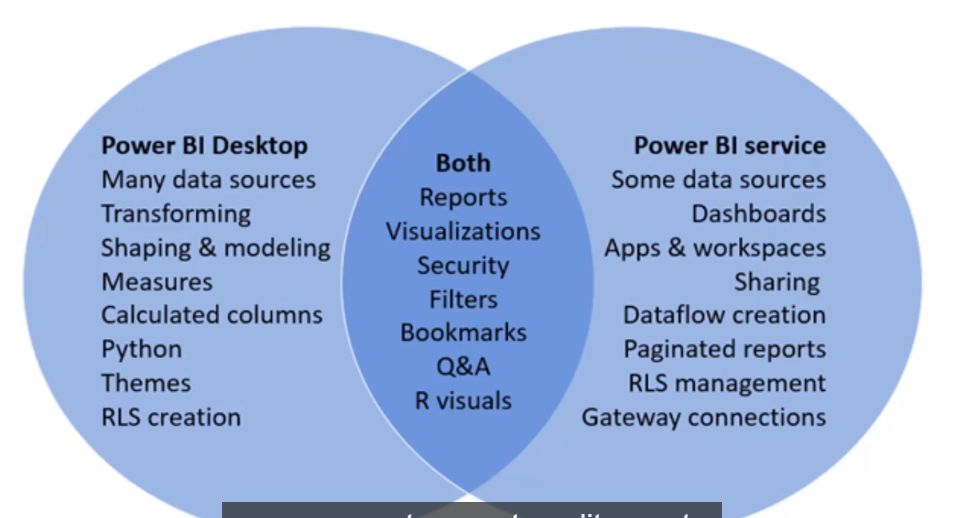 Power BI Desktop
Many data sources
Transforming
Shaping & modeling
Measures
Calculated columns
Python
Themes
RLS creation
Both
Reports
Visualizations
Security
Filters
Bookmarks
Q&A
R visuals
Power BI service
Some data sources
Dashboards
Apps & workspaces
Sharing
Dataflow creation
Paginated reports
RLS management
Gateway connections